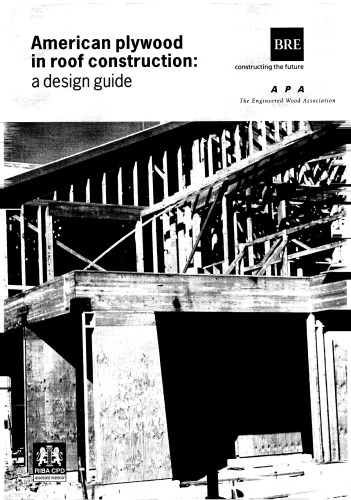 American plywood
in roof construction:
a design guide
BRE
constructing the future
APA
The Engineered Wood Association
RIBA CPD
assessed material